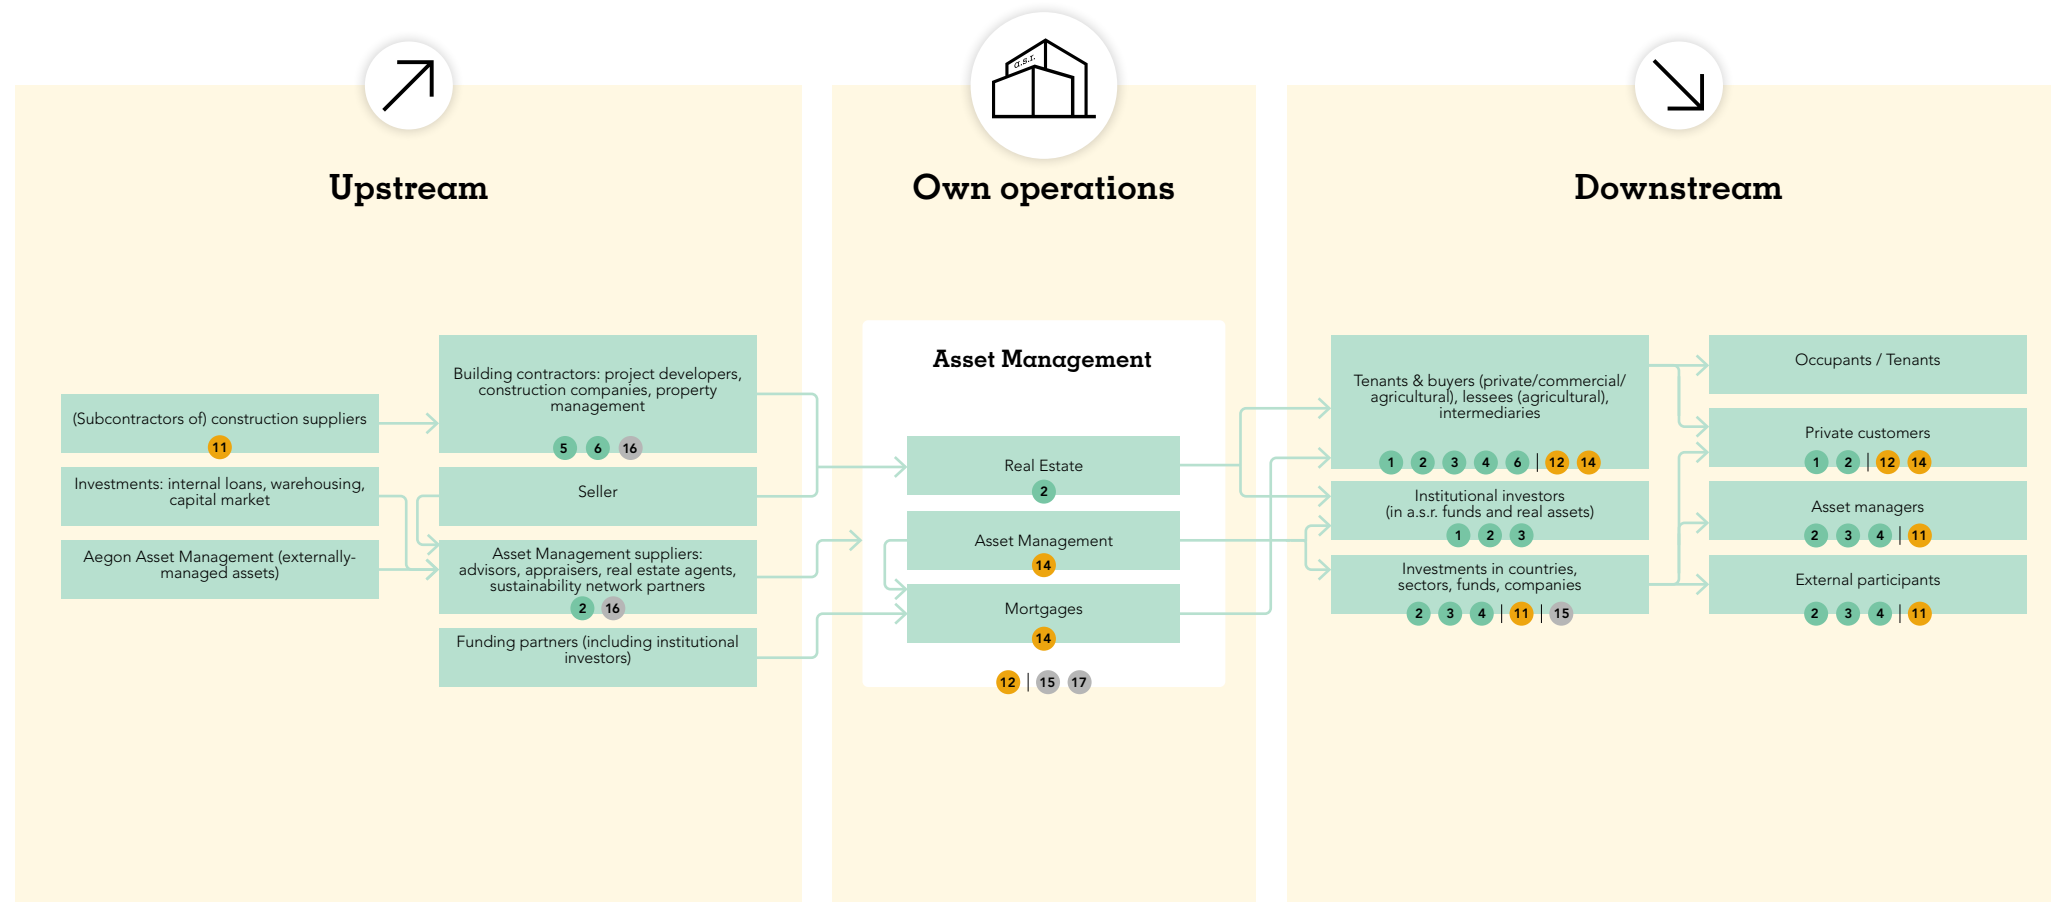 a.s.r.
Upstream
Own operations
Downstream
(Subcontractors of) construction suppliers
11
Investments: internal loans, warehousing,
capital market
Aegon Asset Management (externally-
managed assets)
Building contractors: project developers,
construction companies, property
management
5 6 16
Seller
Asset Management suppliers:
advisors, appraisers, real estate agents,
sustainability network partners
2 16
Funding partners (including institutional
investors)
Asset Management
Real Estate
2
Asset Management
14
Mortgages
14
12 | 15 17
Tenants & buyers (private/commercial/
agricultural), lessees (agricultural),
intermediaries
1 2 3 4 6 | 12 14
Institutional investors
(in a.s.r. funds and real assets)
1 2 3
Investments in countries,
sectors, funds, companies
2 3 4 | 11 | 15
Occupants / Tenants
Private customers
1 2 | 12 14
Asset managers
2 3 4 | 11
External participants
2 3 4 | 11